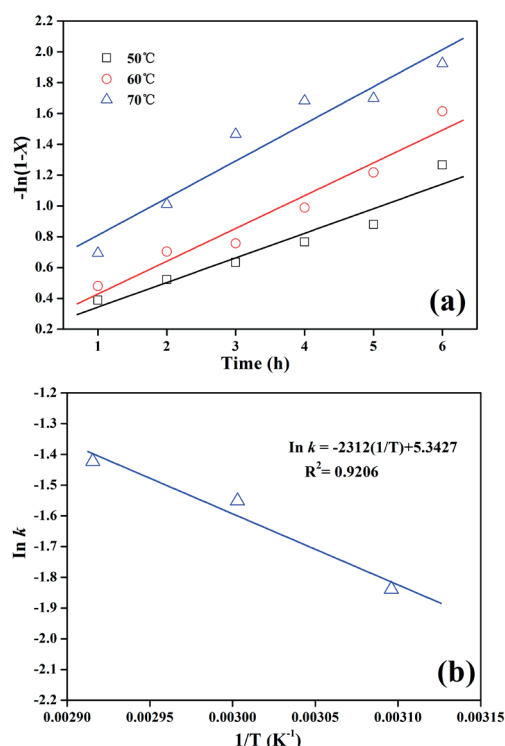 2.2
2.0
1.8
1.6
1.4
1.2
1.0
0.8
0.6
0.4
0.2
-In(1-X)
50℃
60℃
70℃
(a)
1 2 3 4 5 6
Time (h)
-1.2
-1.3
-1.4
-1.5
-1.6
-1.7
-1.8
-1.9
-2.0
-2.1
-2.2
In k
In k = -2312(1/T)+5.3427
R²= 0.9206
(b)
0.00290 0.00295 0.00300 0.00305 0.00310 0.00315
1/T (K⁻¹)